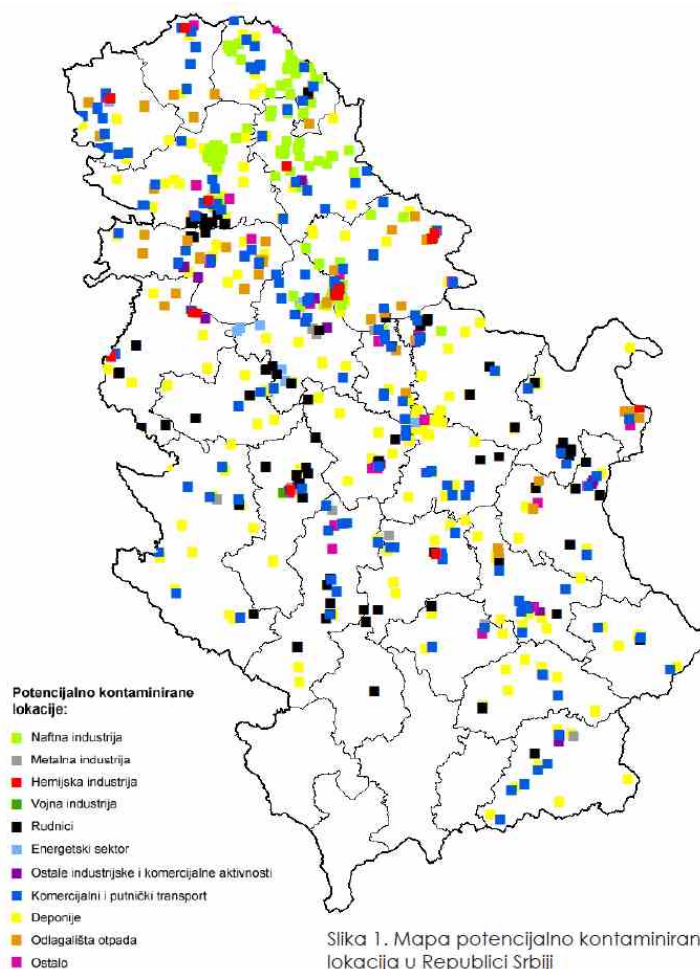 Potencijalno kontaminirane
lokacije:
Naftna industrija
Metalna industrija
Hemijska industrija
Vojna industrija
Rudnici
Energetski sektor
Ostale industrijske i komercijalne aktivnosti
Komercijalni i putnički transport
Deponije
Odlagališta otpada
Ostalo
Slika 1. Mapa potencijalno kontaminiran
lokacija u Republici Srbiji